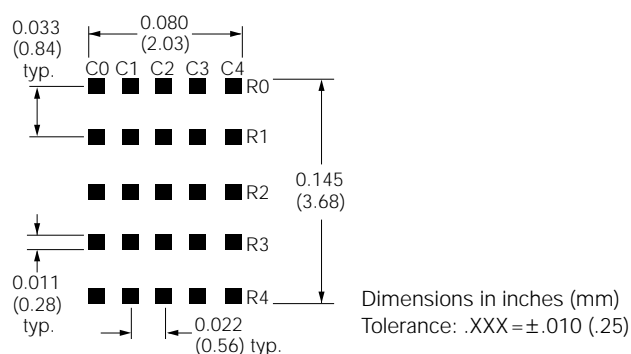 0.033
(0.84)
typ.
0.080
(2.03)
C0 C1 C2 C3 C4
R0
R1
R2
0.145
(3.68)
R3
0.011
(0.28)
typ.
R4
0.022
(0.56) typ.
Dimensions in inches (mm)
Tolerance: .XXX=±.010 (.25)